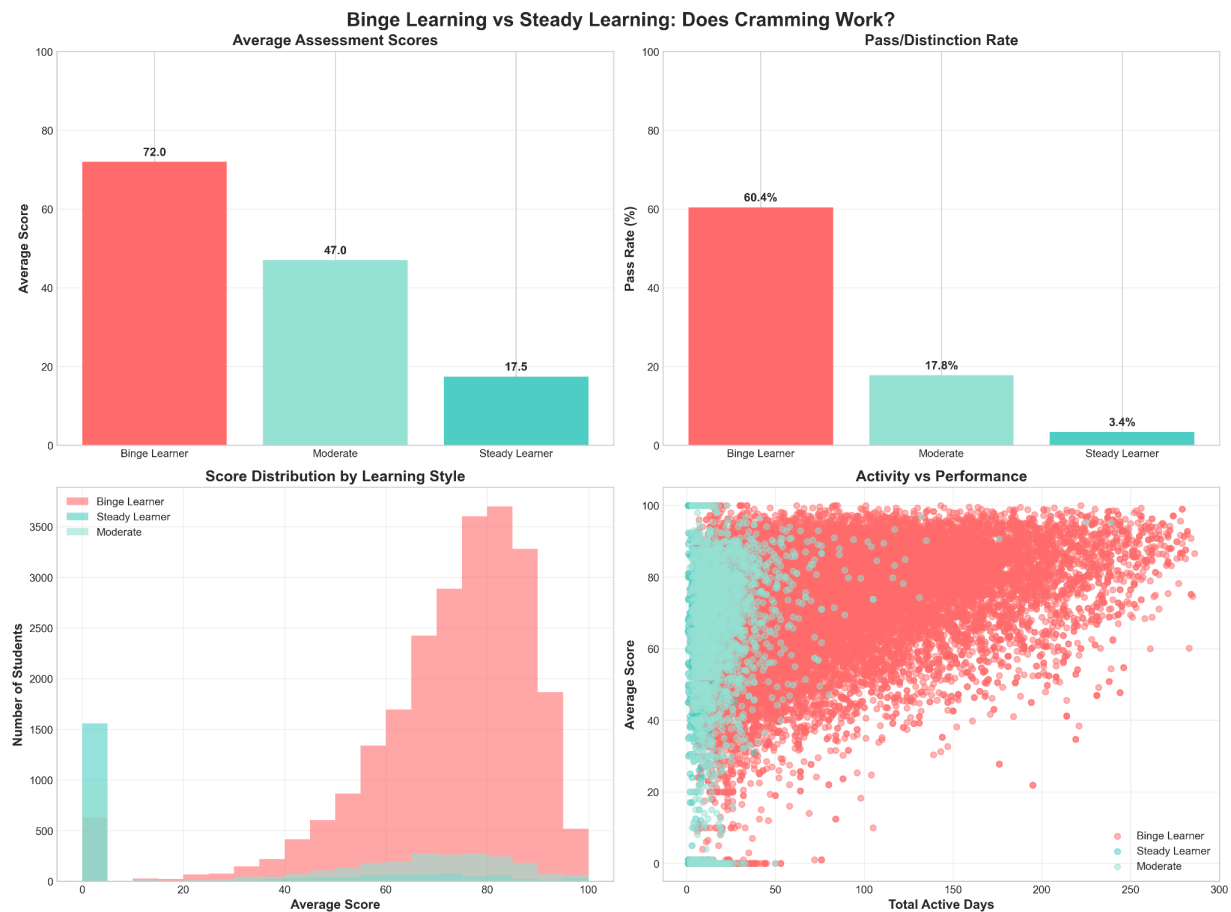 Binge Learning vs Steady Learning: Does Cramming Work?
Average Assessment Scores
100
80
60
40
20
0
Average Score
72.0
47.0
17.5
Binge Learner
Moderate
Steady Learner
Pass/Distinction Rate
100
80
60
40
20
0
Pass Rate (%)
60.4%
17.8%
3.4%
Binge Learner
Moderate
Steady Learner
Score Distribution by Learning Style
Binge Learner
Steady Learner
Moderate
3500
3000
2500
2000
1500
1000
500
0
Number of Students
0
20
40
60
80
100
Average Score
Activity vs Performance
100
80
60
40
20
0
Average Score
Binge Learner
Steady Learner
Moderate
0
50
100
150
200
250
300
Total Active Days